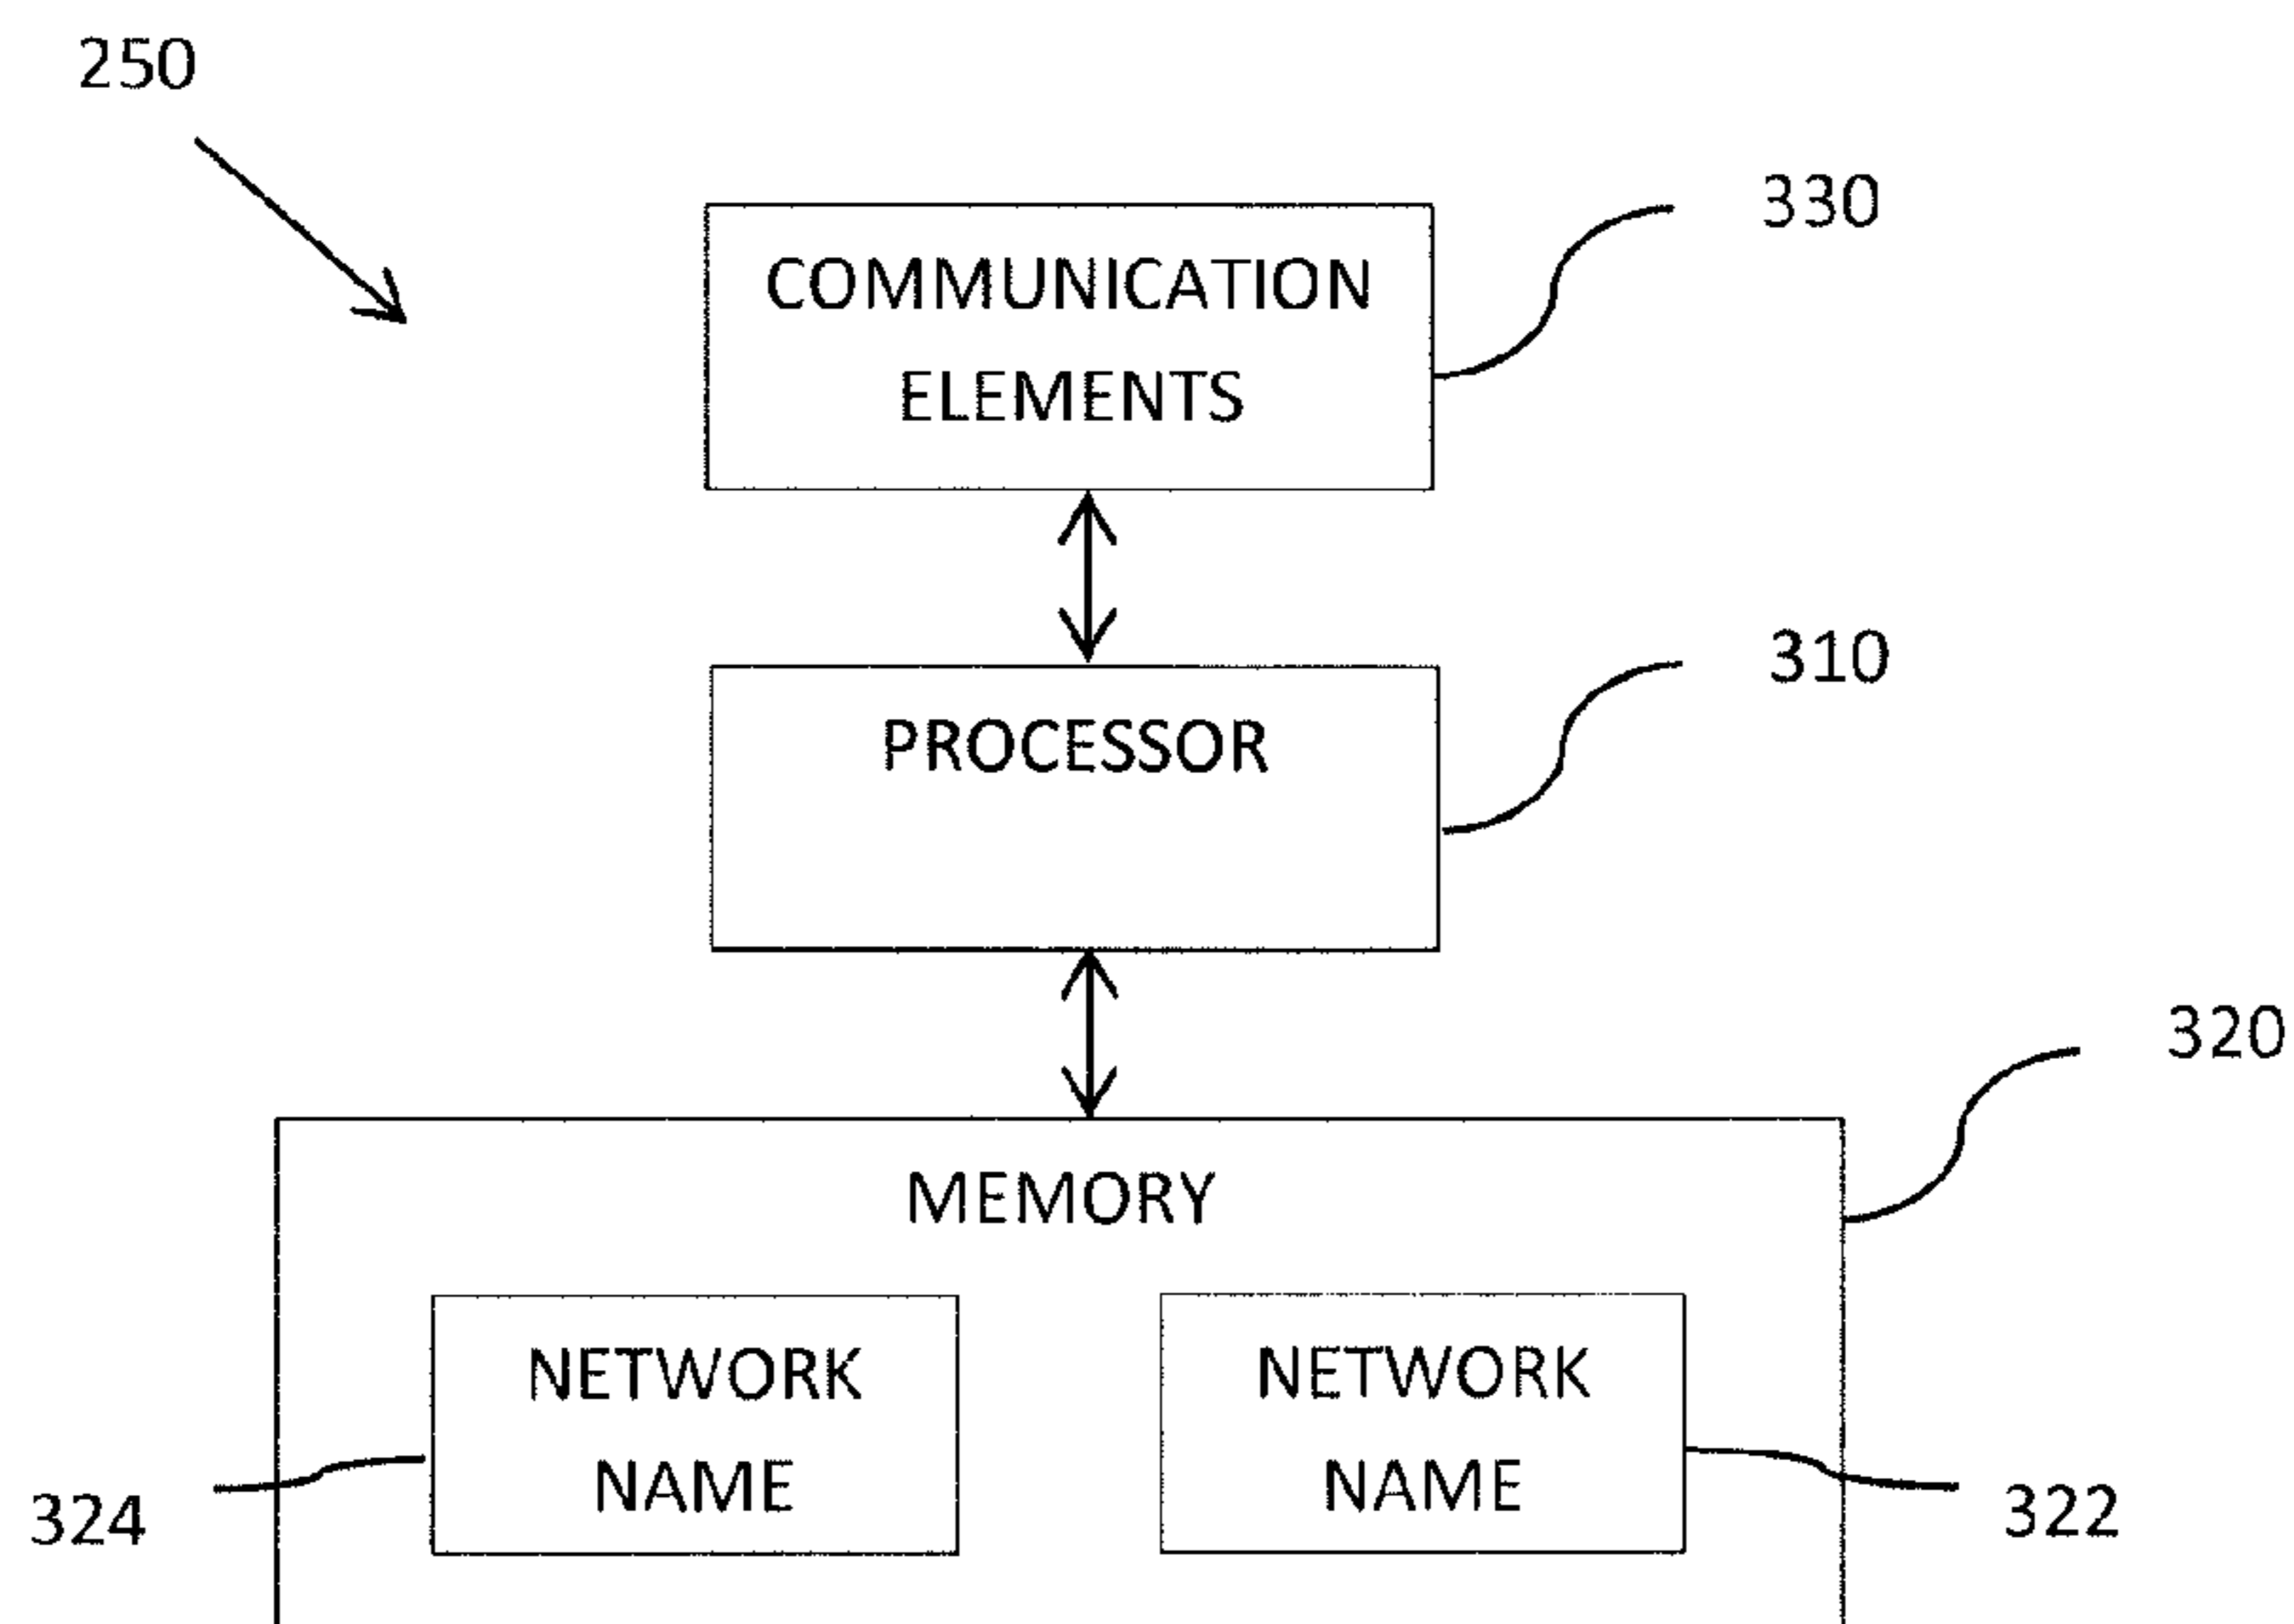 250
330
COMMUNICATION
ELEMENTS
310
PROCESSOR
320
MEMORY
NETWORK
NAME
NETWORK
NAME
324
322